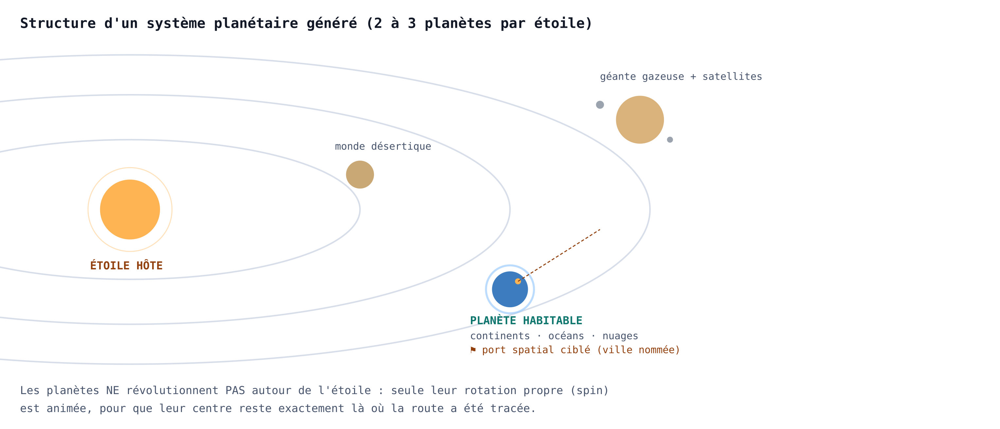 Structure d'un système planétaire généré (2 à 3 planètes par étoile)
géante gazeuse + satellites
monde désertique
ÉTOILE HÔTE
PLANÈTE HABITABLE
continents · océans · nuages
⚑ port spatial ciblé (ville nommée)
Les planètes NE révolutionnent PAS autour de l'étoile : seule leur rotation propre (spin)
est animée, pour que leur centre reste exactement là où la route a été tracée.